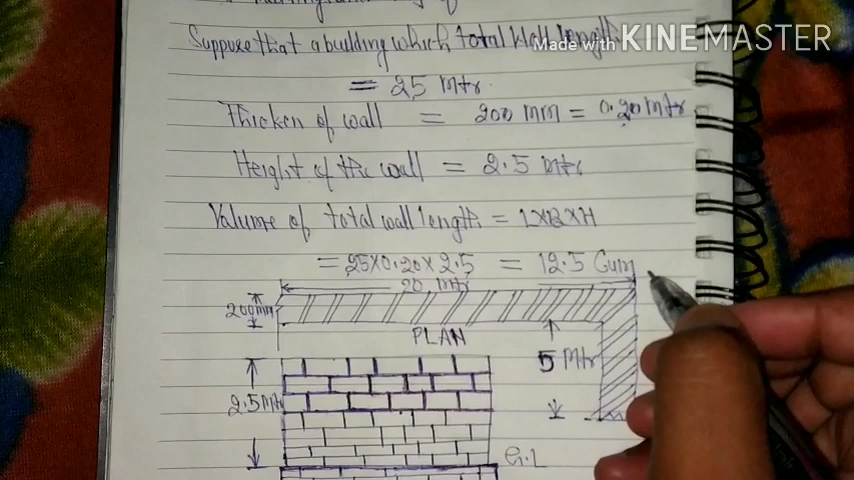 Suppose that a building which total wall length
Made with KINEMASTER
= 25 mtr.
Thicken of wall = 200 mm = 0.20 mtr
Height of the wall = 2.5 mtr
Volume of total wall length = L×B×H
= 25×0.20×2.5 = 12.5 Cum
20 mtr
200mm
PLAN
5 Mtr
2.5Mtr
G.L